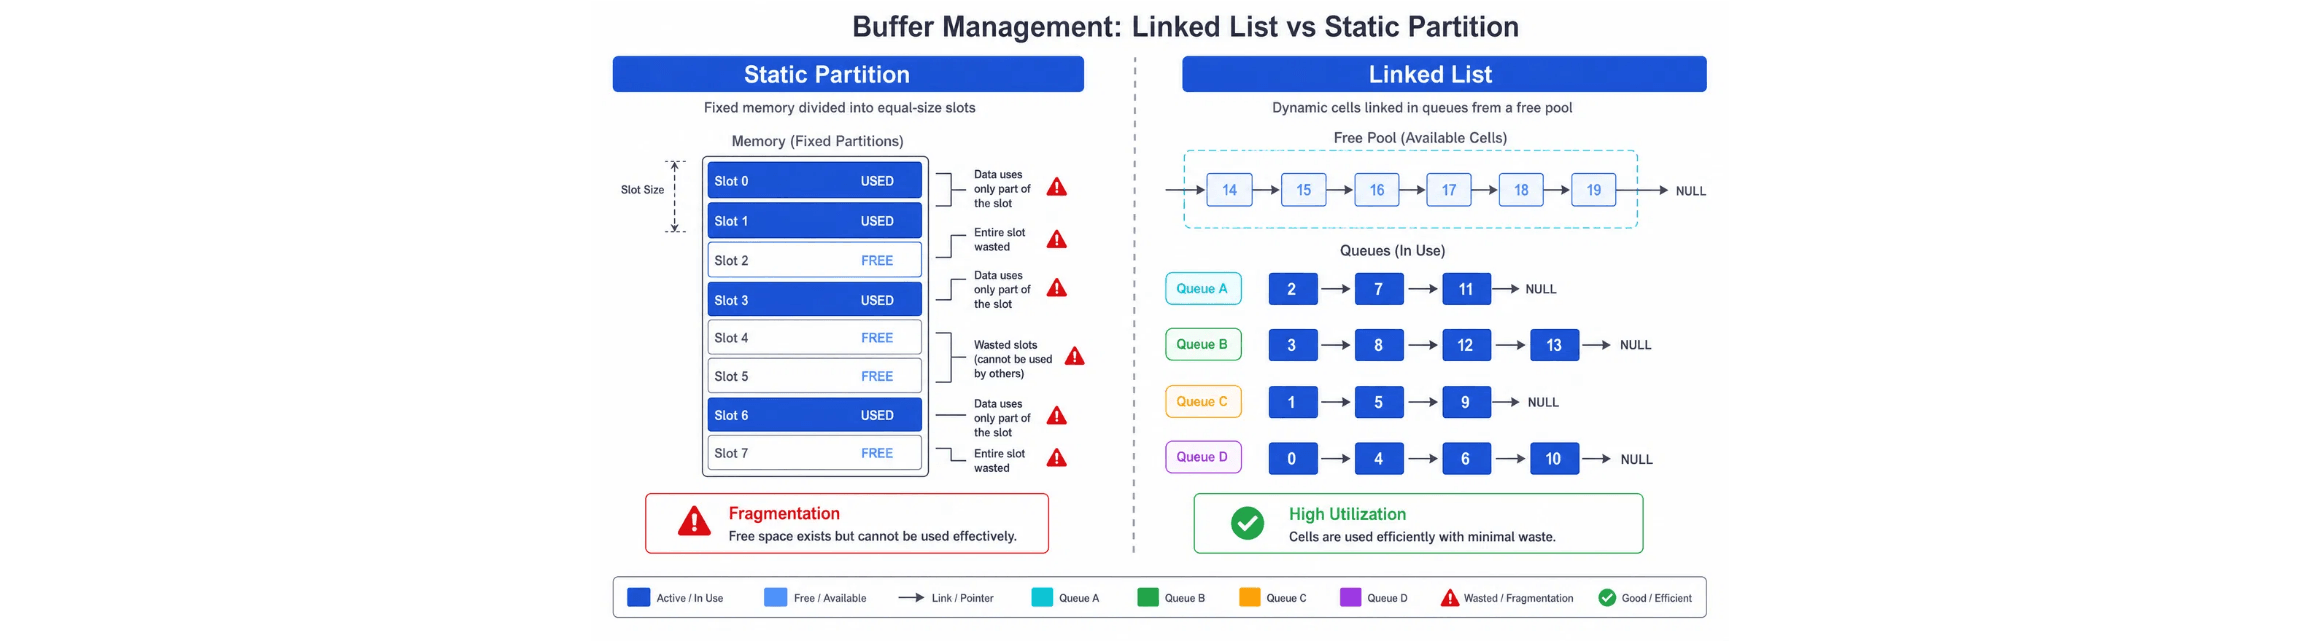 Buffer Management: Linked List vs Static Partition
Static Partition
Fixed memory divided into equal-size slots
Memory (Fixed Partitions)
Slot Size
Slot 0 USED
Slot 1 USED
Slot 2 FREE
Slot 3 USED
Slot 4 FREE
Slot 5 FREE
Slot 6 USED
Slot 7 FREE
Data uses
only part of
the slot
Entire slot
wasted
Data uses
only part of
the slot
Wasted slots
(cannot be used
by others)
Data uses
only part of
the slot
Entire slot
wasted
Fragmentation
Free space exists but cannot be used effectively.
Linked List
Dynamic cells linked in queues frem a free pool
Free Pool (Available Cells)
14 15 16 17 18 19 NULL
Queues (In Use)
Queue A 2 7 11 NULL
Queue B 3 8 12 13 NULL
Queue C 1 5 9 NULL
Queue D 0 4 6 10 NULL
High Utilization
Cells are used efficiently with minimal waste.
Active / In Use Free / Available Link / Pointer Queue A Queue B Queue C Queue D Wasted / Fragmentation Good / Efficient